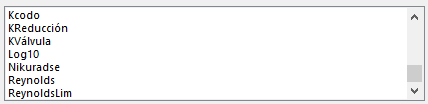 Kcodo
KReducción
KVálvula
Log10
Nikuradse
Reynolds
ReynoldsLim